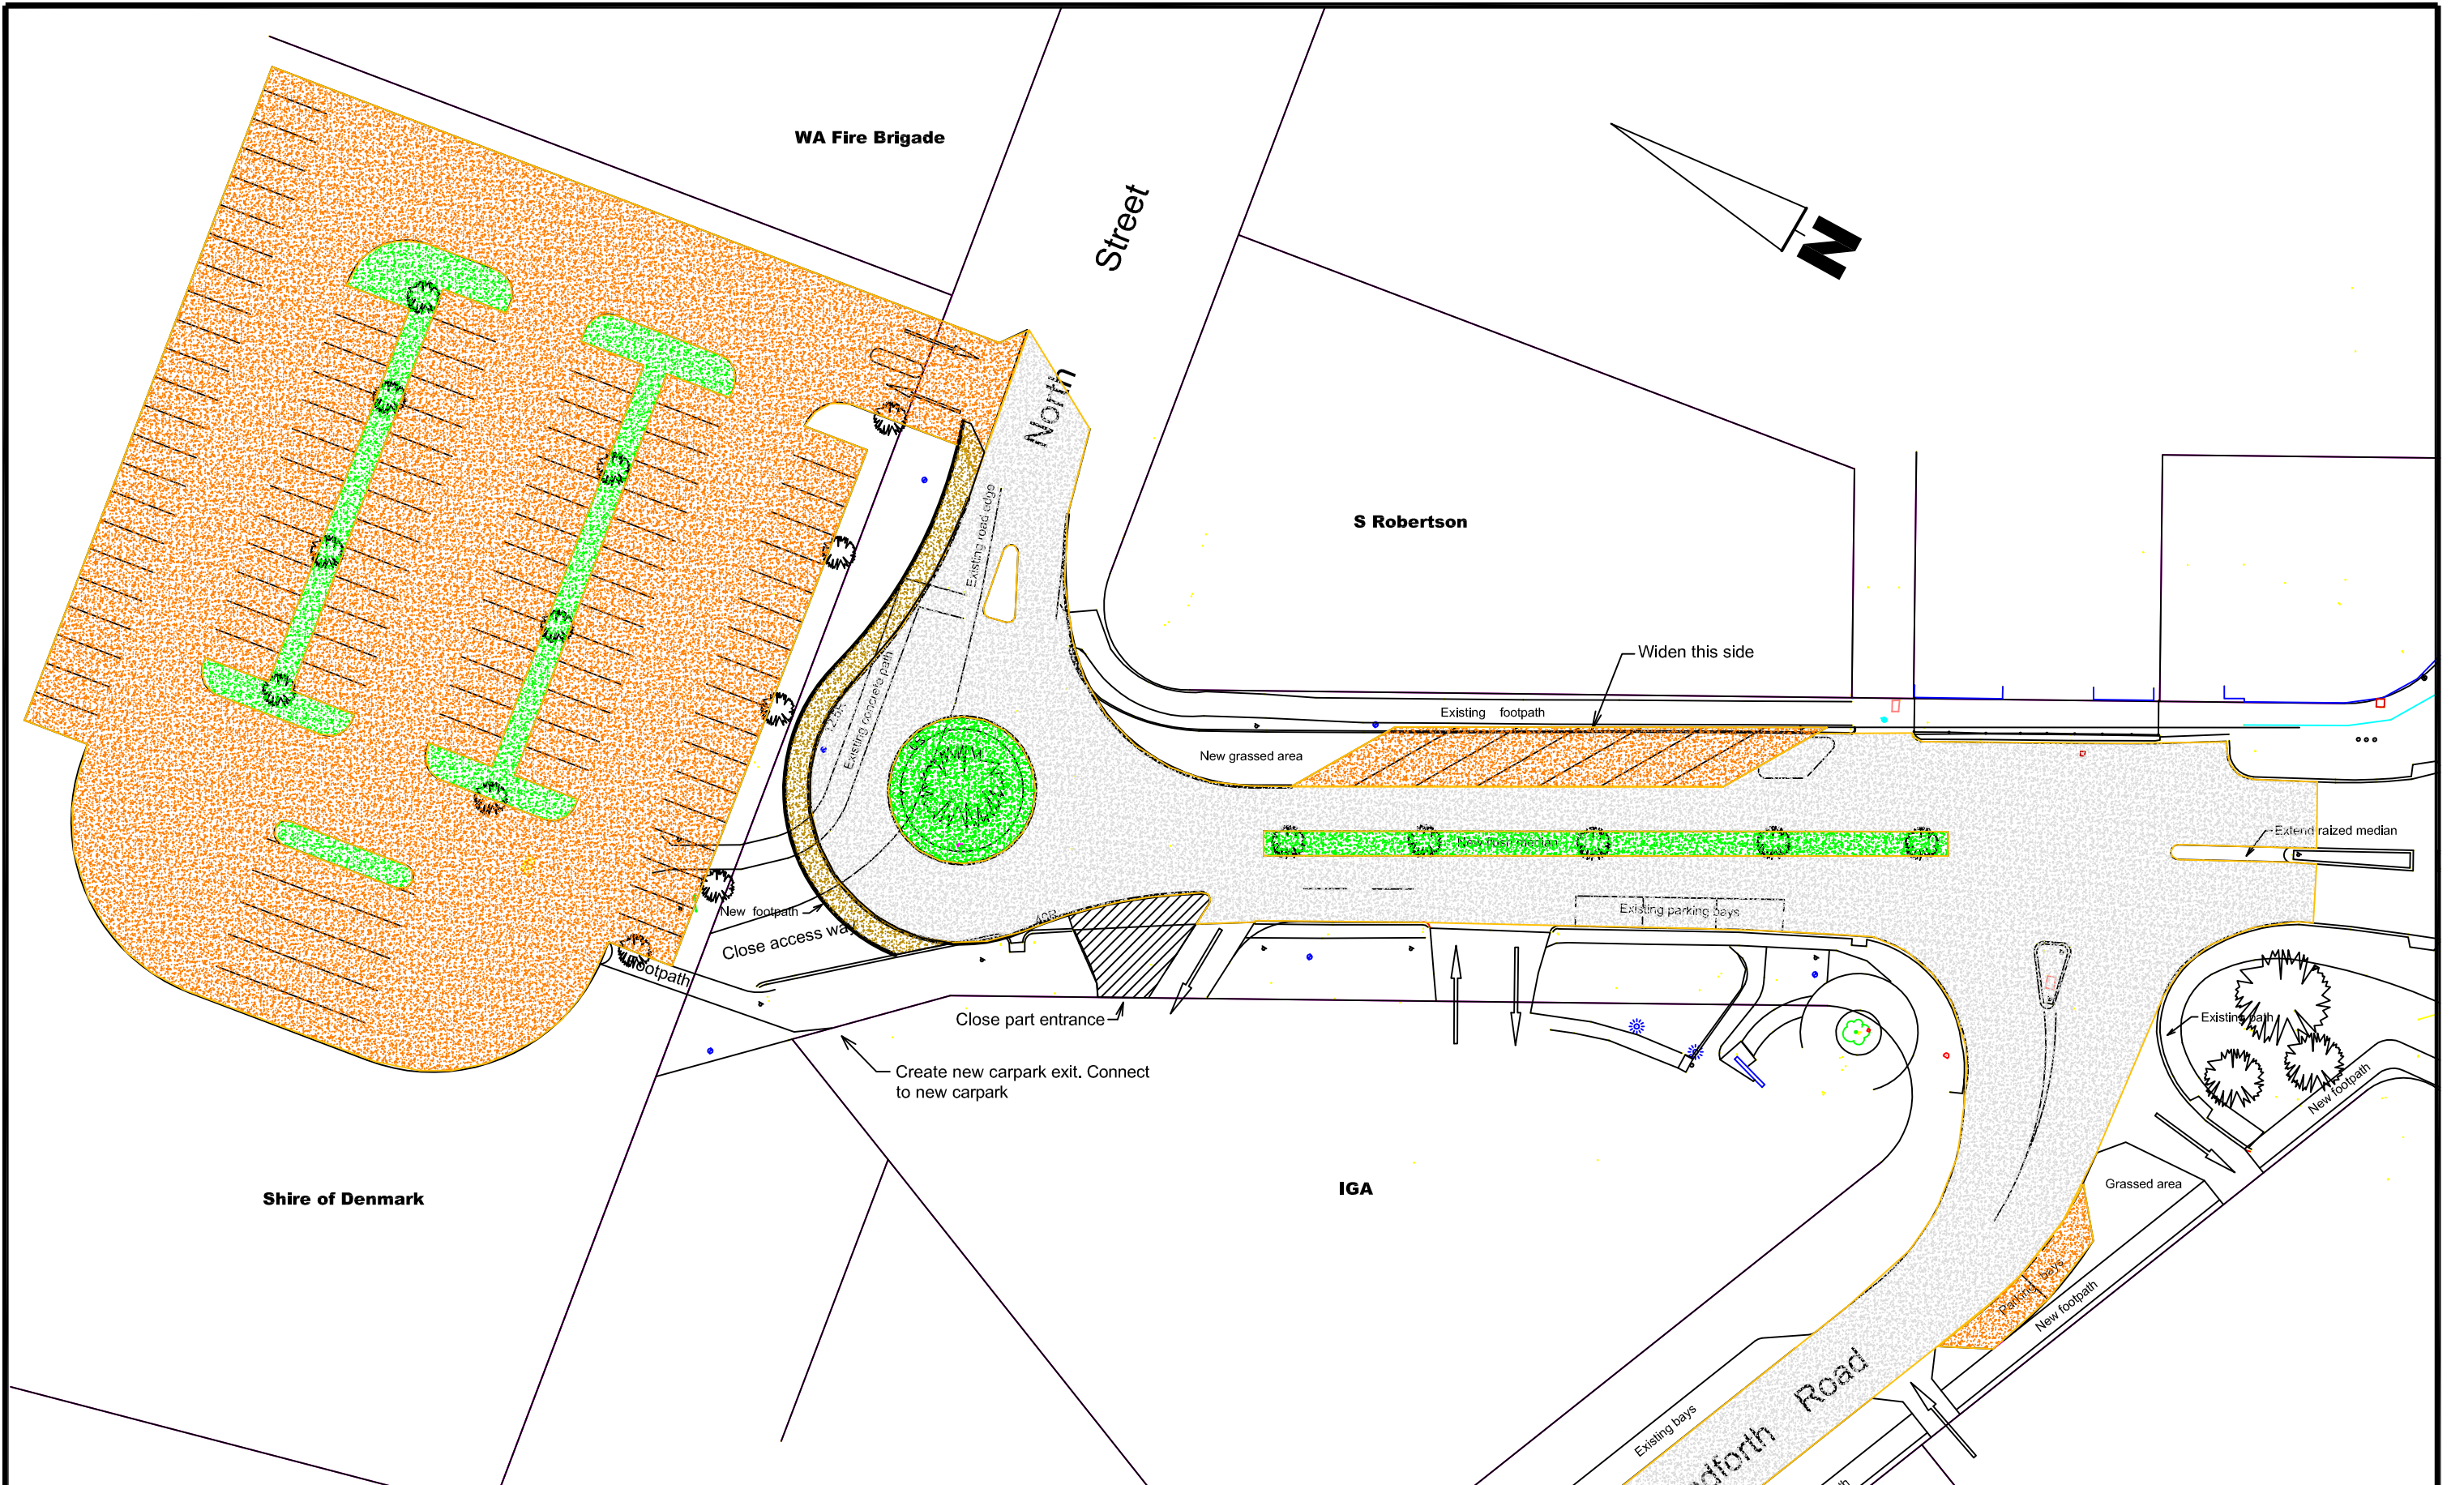 WA Fire Brigade
Street
N
North
Existing road edge
S Robertson
Widen this side
Existing footpath
Existing concrete path
12.5R
New grassed area
New flush median
Extend raized median
Existing parking bays
New footpath
Close access way
footpath
Close part entrance
Existing path
Create new carpark exit. Connect
to new carpark
New footpath
Shire of Denmark
IGA
Grassed area
Parking bays
New footpath
Road
Existing bays